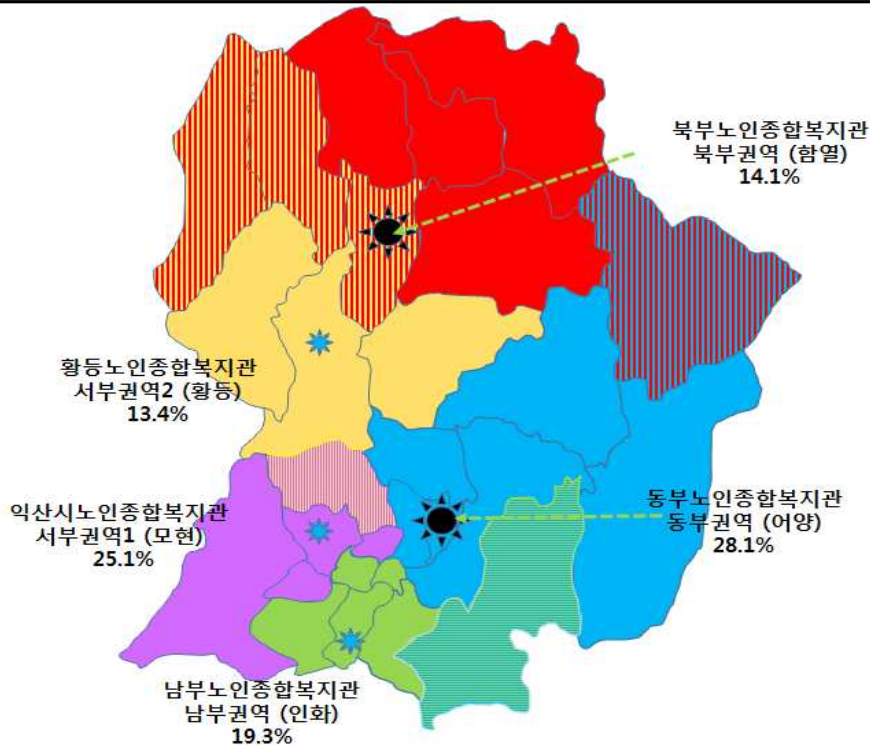 북부노인종합복지관
북부권역 (함열)
14.1%
황등노인종합복지관
서부권역2 (황등)
13.4%
익산시노인종합복지관
서부권역1 (모현)
25.1%
동부노인종합복지관
동부권역 (어양)
28.1%
남부노인종합복지관
남부권역 (인화)
19.3%